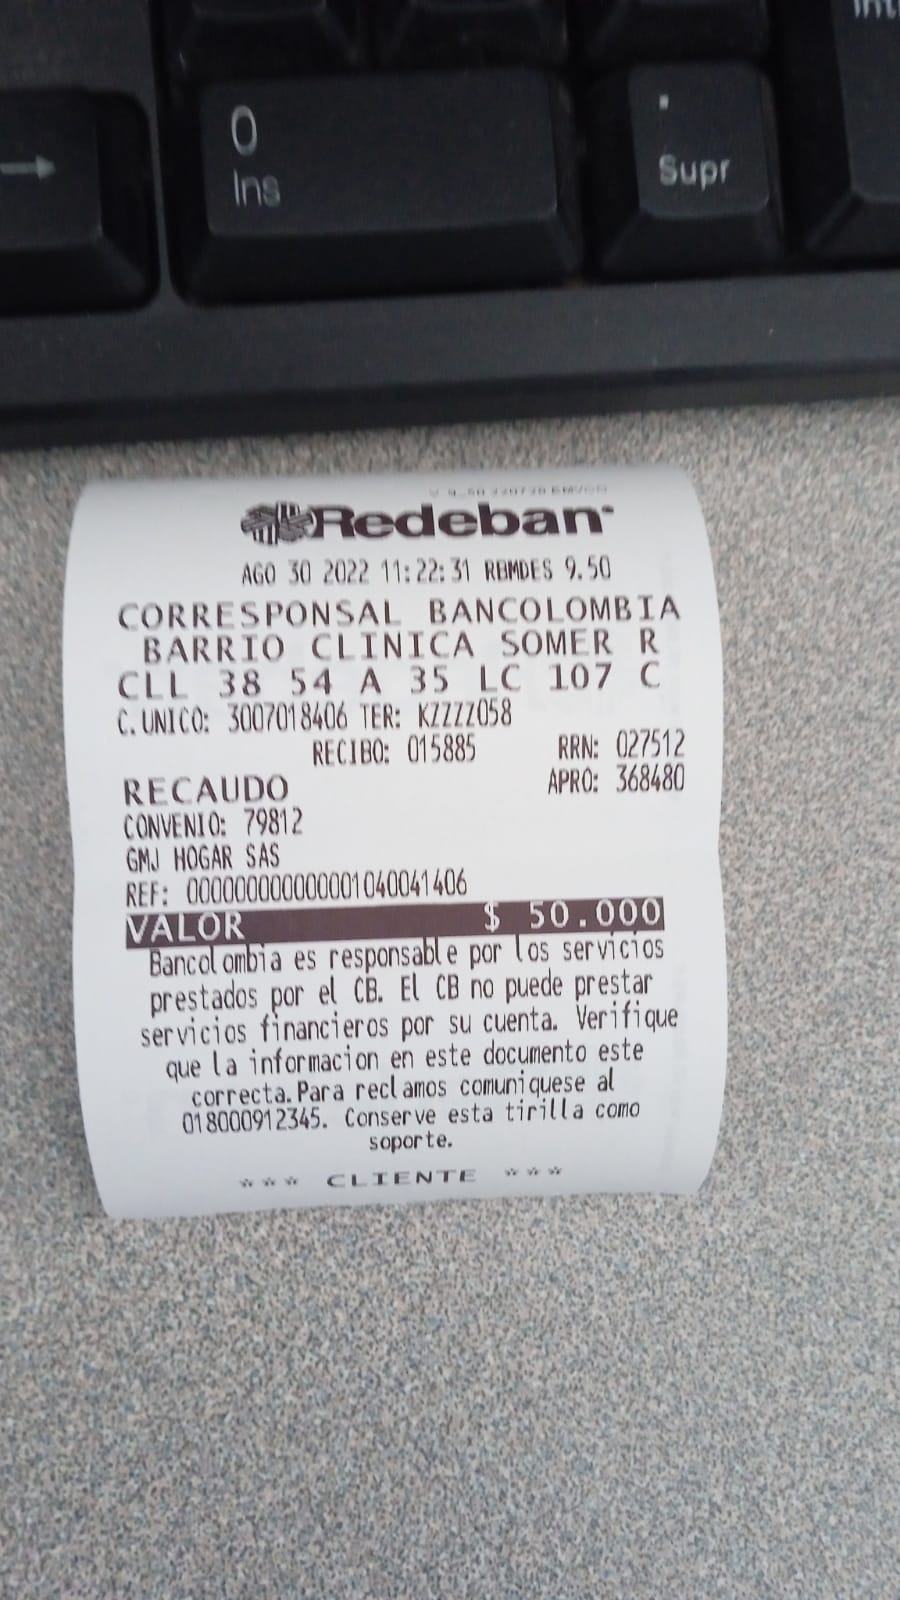 0
Ins
.
Supr
→
Redeban
AGO 30 2022 11:22:31 RBMDES 9.50
CORRESPONSAL BANCOLOMBIA
BARRIO CLINICA SOMER R
CLL 38 54 A 35 LC 107 C
C.UNICO: 3007018406 TER: KZZZZ058
RECIBO: 015885 RRN: 027512
RECAUDO APRO: 368480
CONVENIO: 79812
GMJ HOGAR SAS
REF: 000000000000001040041406
VALOR $ 50.000
Bancolombia es responsable por los servicios
prestados por el CB. El CB no puede prestar
servicios financieros por su cuenta. Verifique
que la informacion en este documento este
correcta.Para reclamos comuniquese al
018000912345. Conserve esta tirilla como
soporte.
*** CLIENTE ***